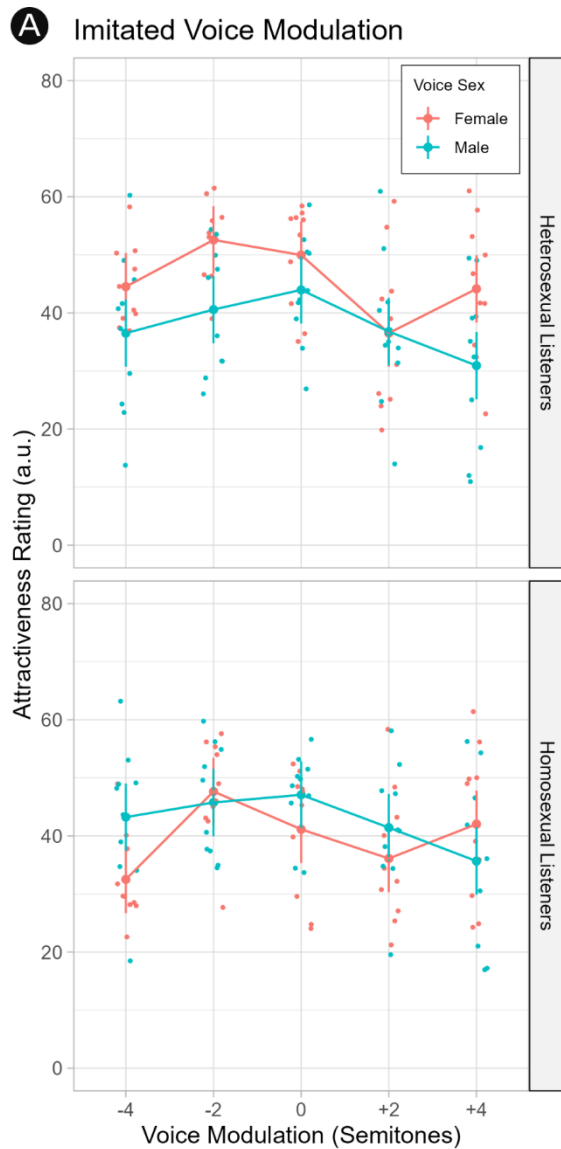 A Imitated Voice Modulation
80
60
40
20
0
Voice Sex
Female
Male
Heterosexual Listeners
Attractiveness Rating (a.u.)
80
60
40
20
0
Homosexual Listeners
-4 -2 0 +2 +4
Voice Modulation (Semitones)